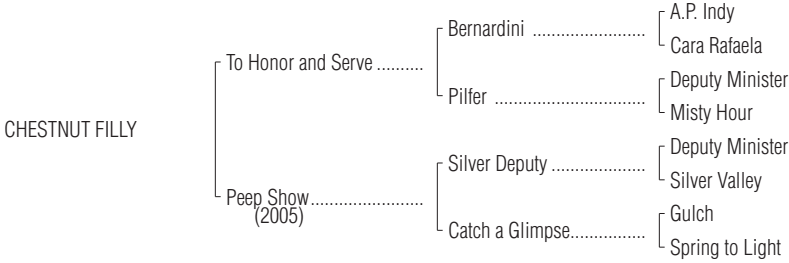 A.P. Indy
Bernardini ........................
Cara Rafaela
To Honor and Serve ..........
Deputy Minister
Pilfer ................................
Misty Hour
CHESTNUT FILLY
Deputy Minister
Silver Deputy ....................
Silver Valley
Peep Show........................
(2005)
Gulch
Catch a Glimpse................
Spring to Light